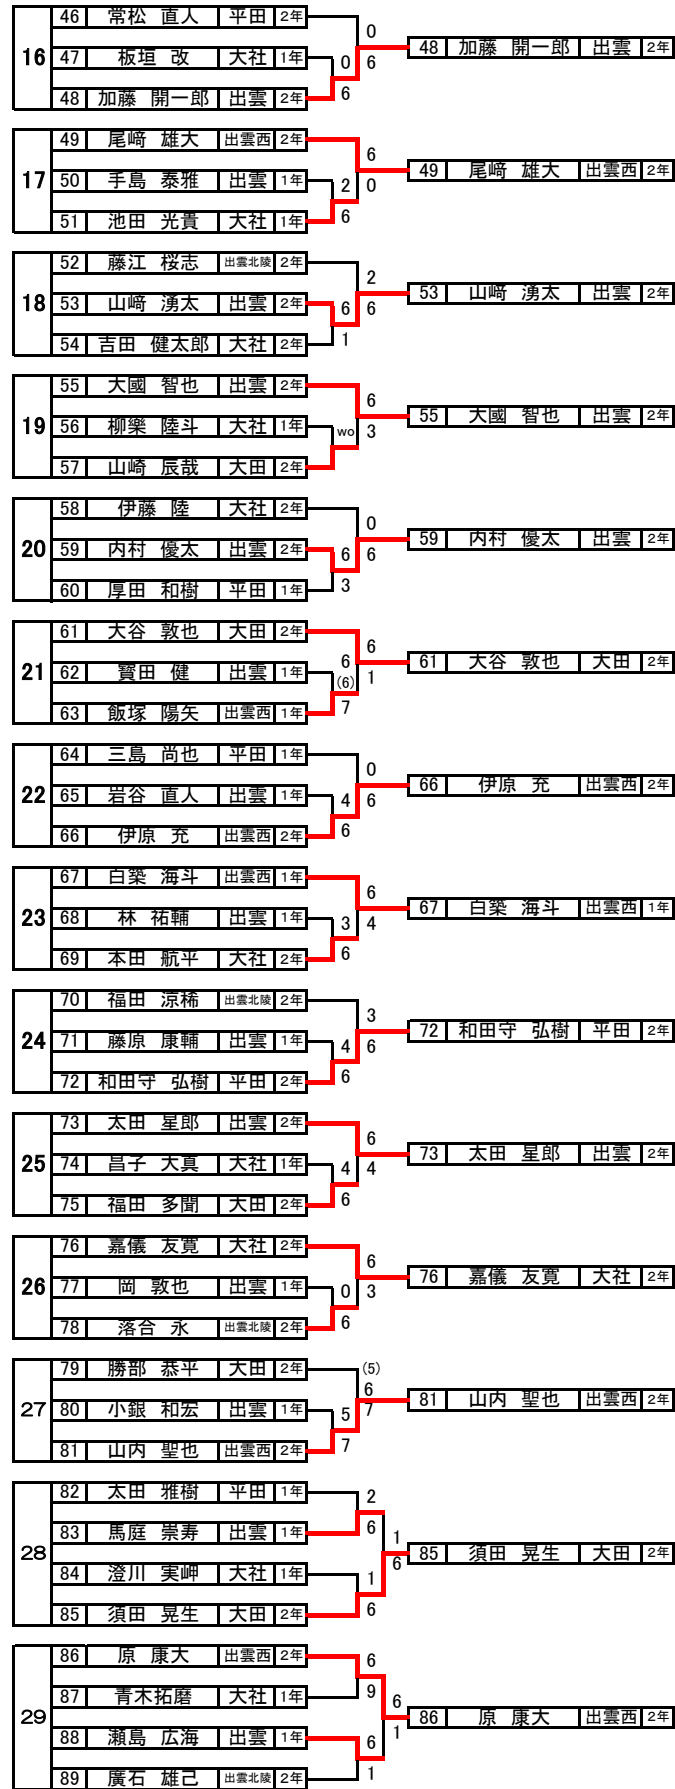 46 常松 直人 平田 2年
0
16 47 板垣 改 大社 1年 0 6 48 加藤 開一郎 出雲 2年
48 加藤 開一郎 出雲 2年 6
49 尾﨑 雄大 出雲西 2年
6
17 50 手島 泰雅 出雲 1年 2 0 49 尾﨑 雄大 出雲西 2年
51 池田 光貴 大社 1年 6
52 藤江 桜志 出雲北陵 2年
2
18 53 山﨑 湧太 出雲 2年 6 6 53 山﨑 湧太 出雲 2年
54 吉田 健太郎 大社 2年 1
55 大國 智也 出雲 2年
6
19 56 柳樂 陸斗 大社 1年 wo 3 55 大國 智也 出雲 2年
57 山崎 辰哉 大田 2年
58 伊藤 陸 大社 2年
0
20 59 内村 優太 出雲 2年 6 6 59 内村 優太 出雲 2年
60 厚田 和樹 平田 1年 3
61 大谷 敦也 大田 2年
6
21 62 寳田 健 出雲 1年 6 (6) 1 61 大谷 敦也 大田 2年
63 飯塚 陽矢 出雲西 1年 7
64 三島 尚也 平田 1年
0
22 65 岩谷 直人 出雲 1年 4 6 66 伊原 充 出雲西 2年
66 伊原 充 出雲西 2年 6
67 白築 海斗 出雲西 1年
6
23 68 林 祐輔 出雲 1年 3 4 67 白築 海斗 出雲西 1年
69 本田 航平 大社 2年 6
70 福田 涼稀 出雲北陵 2年
3
24 71 藤原 康輔 出雲 1年 4 6 72 和田守 弘樹 平田 2年
72 和田守 弘樹 平田 2年 6
73 太田 星郎 出雲 2年
6
25 74 昌子 大真 大社 1年 4 4 73 太田 星郎 出雲 2年
75 福田 多聞 大田 2年 6
76 嘉儀 友寛 大社 2年
6
26 77 岡 敦也 出雲 1年 0 3 76 嘉儀 友寛 大社 2年
78 落合 永 出雲北陵 2年 6
79 勝部 恭平 大田 2年 (5)
6
27 80 小銀 和宏 出雲 1年 5 7 81 山内 聖也 出雲西 2年
81 山内 聖也 出雲西 2年 7
82 太田 雅樹 平田 1年 2
83 馬庭 崇寿 出雲 1年 6 1
28 84 澄川 実岬 大社 1年 1 6 85 須田 晃生 大田 2年
85 須田 晃生 大田 2年 6
86 原 康大 出雲西 2年 6
87 青木拓磨 大社 1年 9 6
29 88 瀬島 広海 出雲 1年 6 1 86 原 康大 出雲西 2年
89 廣石 雄己 出雲北陵 2年 1